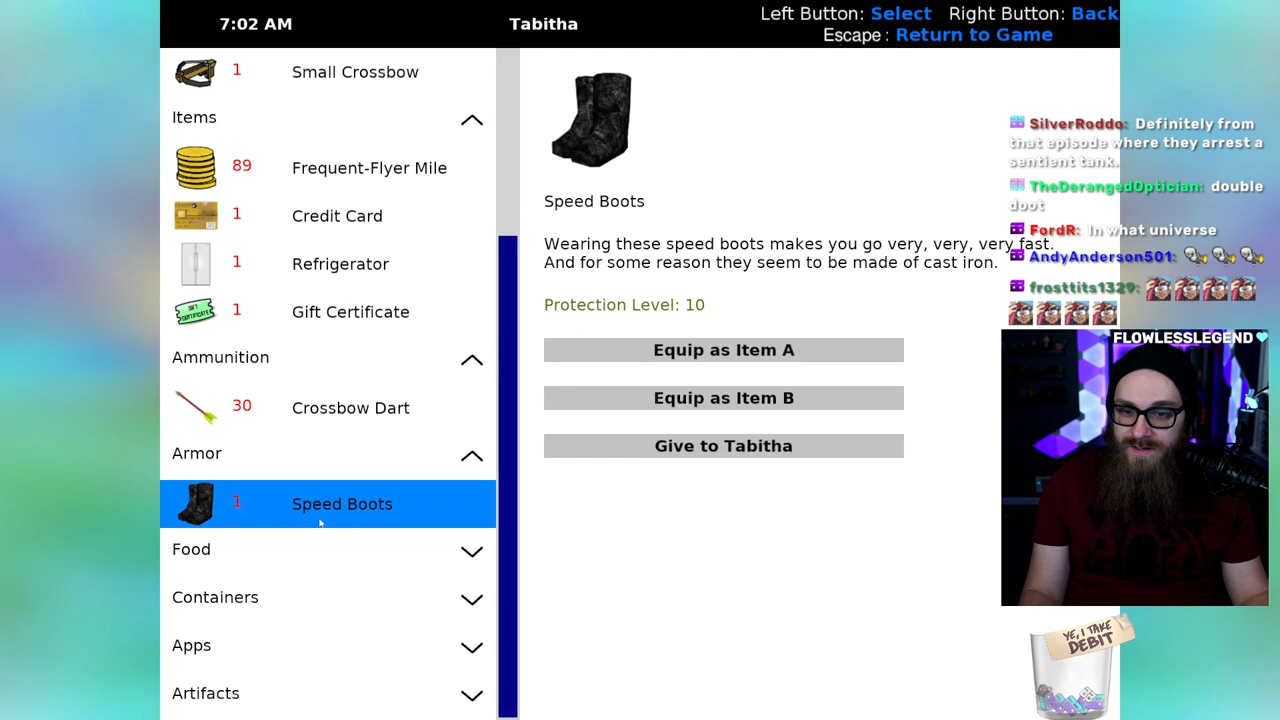 7:02 AM
Tabitha
Left Button: Select Right Button: Back
Escape : Return to Game
1 Small Crossbow
Items
89 Frequent-Flyer Mile
1 Credit Card
1 Refrigerator
GIFT CERTIFICATE
1 Gift Certificate
Ammunition
30 Crossbow Dart
Armor
1 Speed Boots
Food
Containers
Apps
Artifacts
Speed Boots
Wearing these speed boots makes you go very, very, very fast.
And for some reason they seem to be made of cast iron.
Protection Level: 10
Equip as Item A
Equip as Item B
Give to Tabitha
SilverRoddo: Definitely from
that episode where they arrest a
sentient tank.
TheDerangedOptician: double
doot
FordR: In what universe
AndyAnderson501:
frosttits1329:
FLOWLESSLEGEND
YE, I TAKE
DEBIT